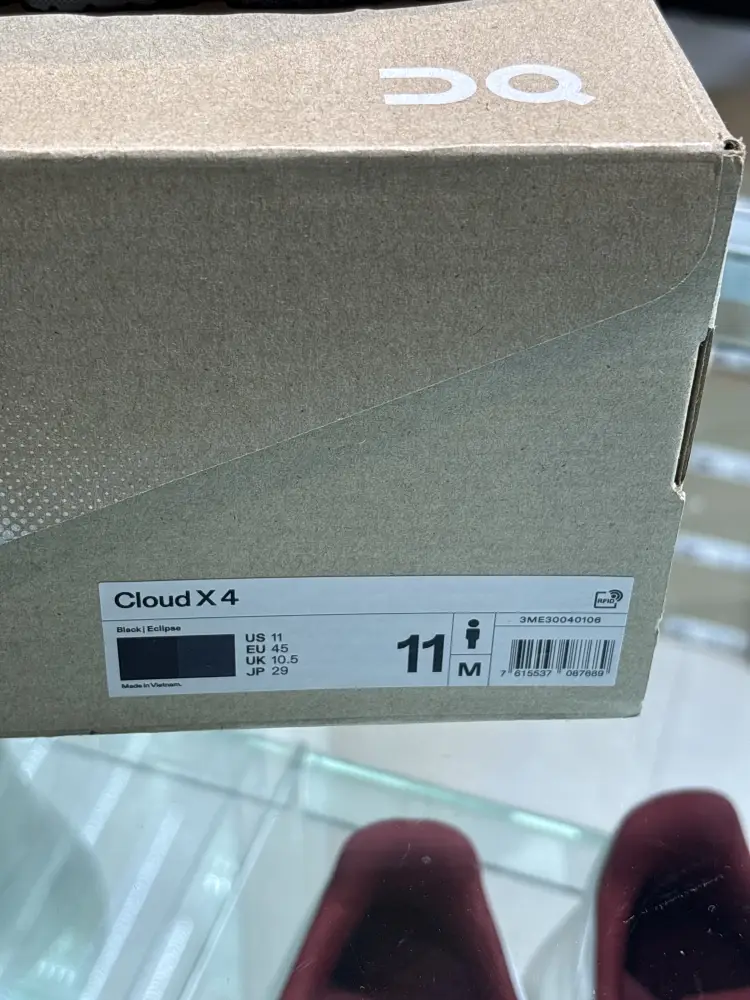 On
Cloud X 4
RFID
Black | Eclipse
US 11
EU 45
UK 10.5
JP 29
Made in Vietnam.
11
M
3ME30040106
7 615537 087689